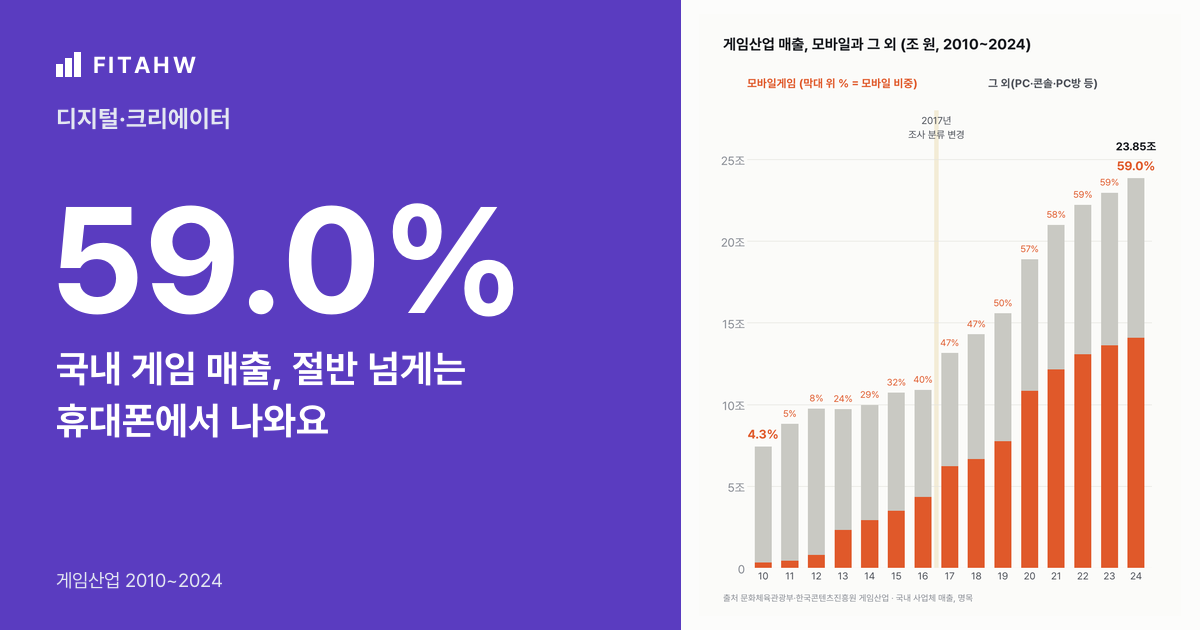 FITAHW
디지털·크리에이터
59.0%
국내 게임 매출, 절반 넘게는
휴대폰에서 나와요
게임산업 2010~2024
게임산업 매출, 모바일과 그 외 (조 원, 2010~2024)
모바일게임 (막대 위 % = 모바일 비중)
그 외(PC·콘솔·PC방 등)
2017년
조사 분류 변경
23.85조
59.0%
25조
20조
15조
10조
5조
0
4.3%
5%
8%
24%
29%
32%
40%
47%
47%
50%
57%
58%
59%
59%
10 11 12 13 14 15 16 17 18 19 20 21 22 23 24
출처 문화체육관광부·한국콘텐츠진흥원 게임산업 · 국내 사업체 매출, 명목